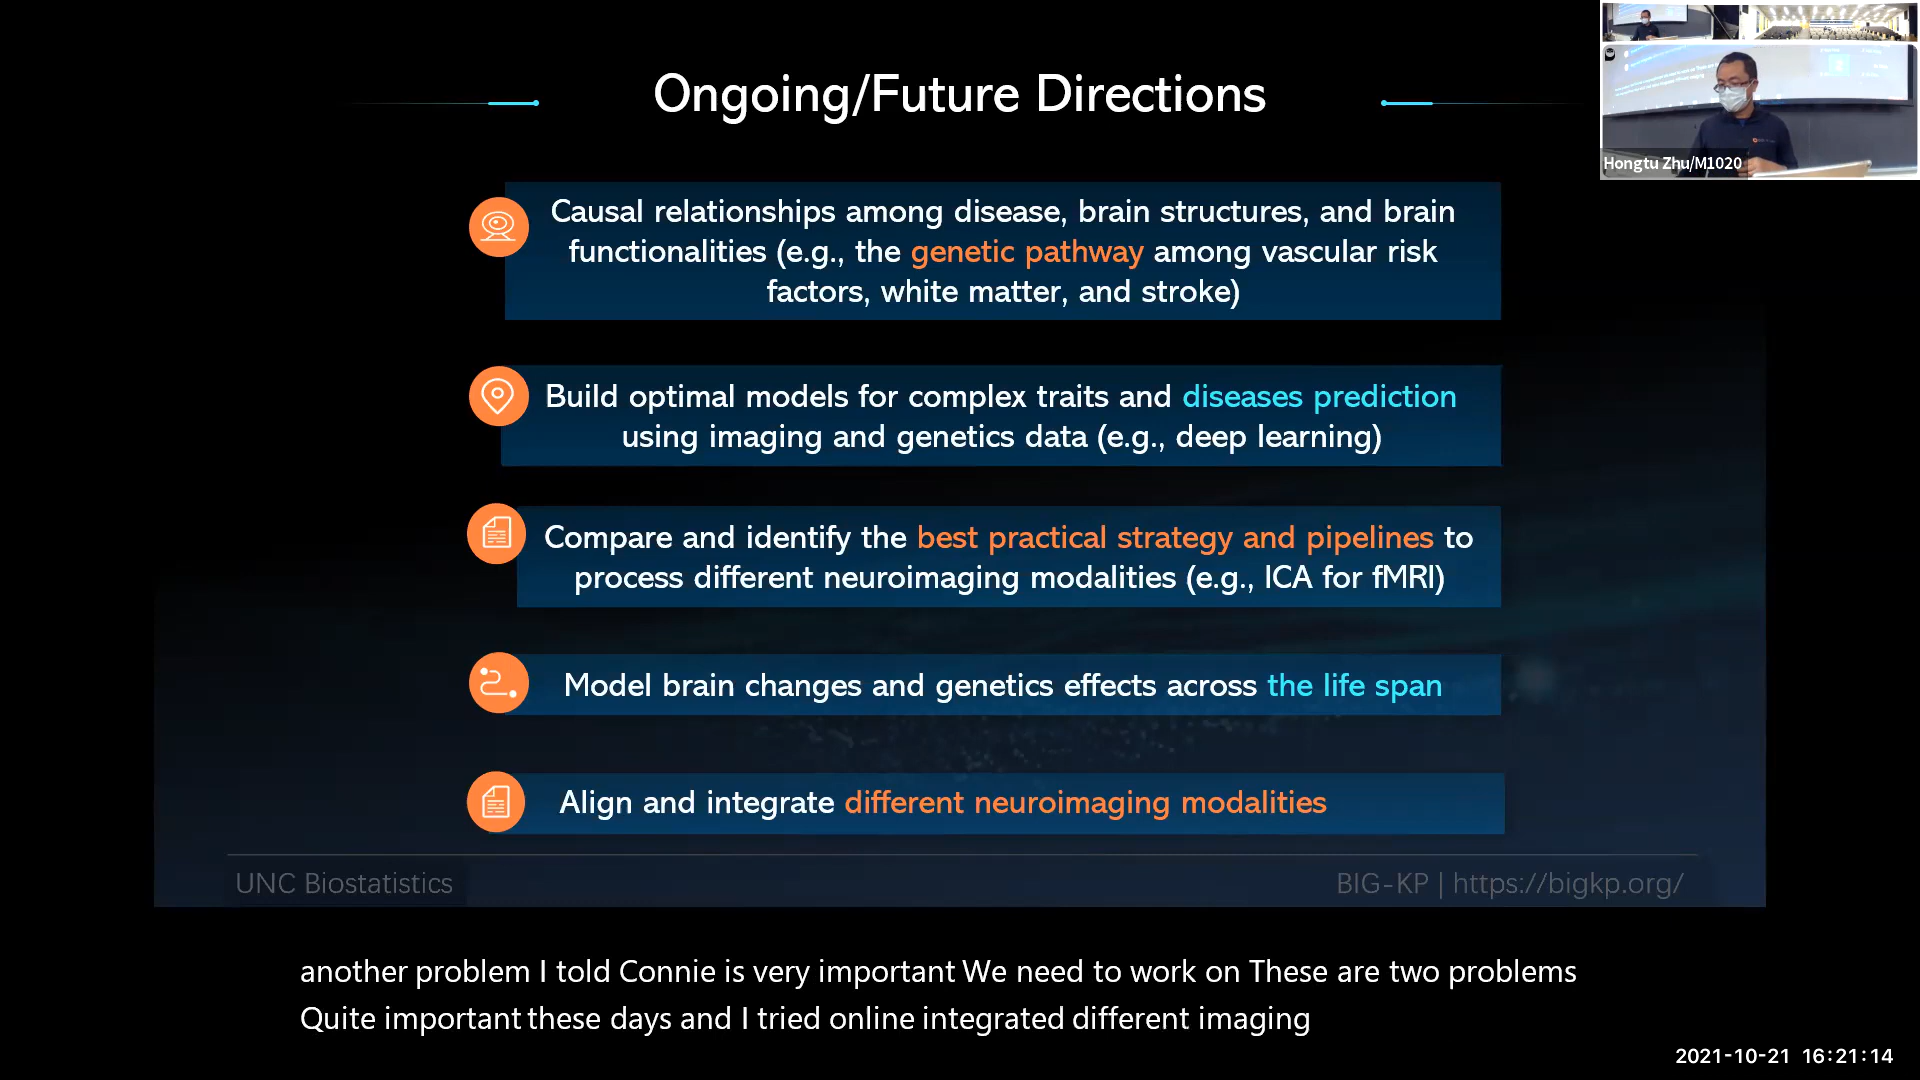 Ongoing/Future Directions
Hongtu Zhu/M1020
Causal relationships among disease, brain structures, and brain
functionalities (e.g., the genetic pathway among vascular risk
factors, white matter, and stroke)
Build optimal models for complex traits and diseases prediction
using imaging and genetics data (e.g., deep learning)
Compare and identify the best practical strategy and pipelines to
process different neuroimaging modalities (e.g., ICA for fMRI)
Model brain changes and genetics effects across the life span
Align and integrate different neuroimaging modalities
UNC Biostatistics
BIG-KP | https://bigkp.org/
another problem I told Connie is very important We need to work on These are two problems
Quite important these days and I tried online integrated different imaging
2021-10-21 16:21:14